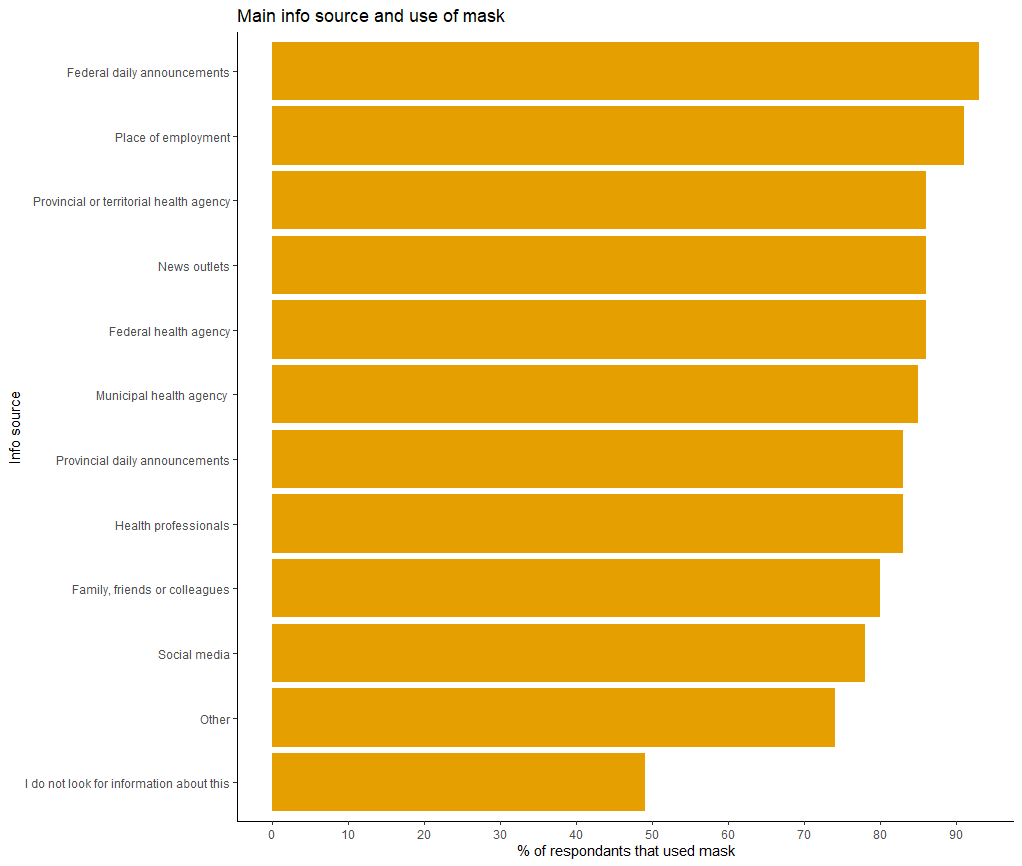 Main info source and use of mask
Federal daily announcements
Place of employment
Provincial or territorial health agency
News outlets
Federal health agency
Municipal health agency
Provincial daily announcements
Health professionals
Family, friends or colleagues
Social media
Other
I do not look for information about this
Info source
0 10 20 30 40 50 60 70 80 90
% of respondants that used mask